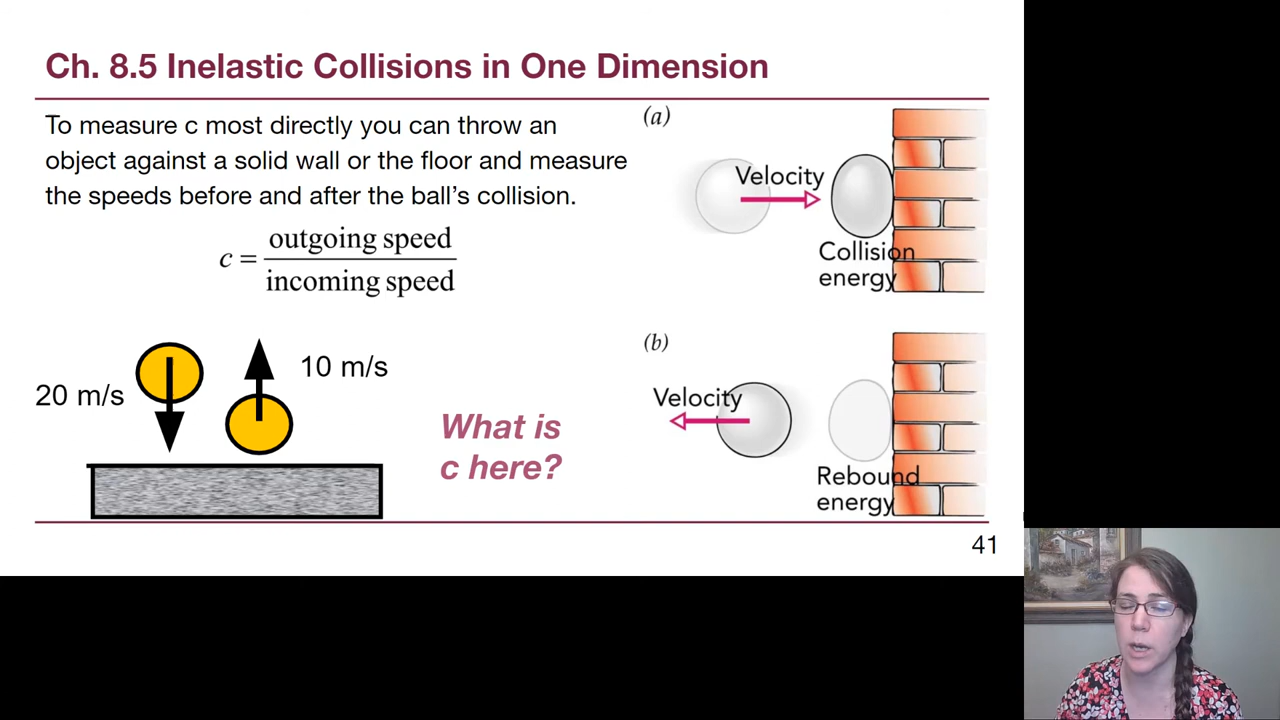 Ch. 8.5 Inelastic Collisions in One Dimension
To measure c most directly you can throw an
object against a solid wall or the floor and measure
the speeds before and after the ball’s collision.
c = outgoing speed
incoming speed
20 m/s
10 m/s
What is
c here?
(a)
Velocity
Collision
energy
(b)
Velocity
Rebound
energy
41